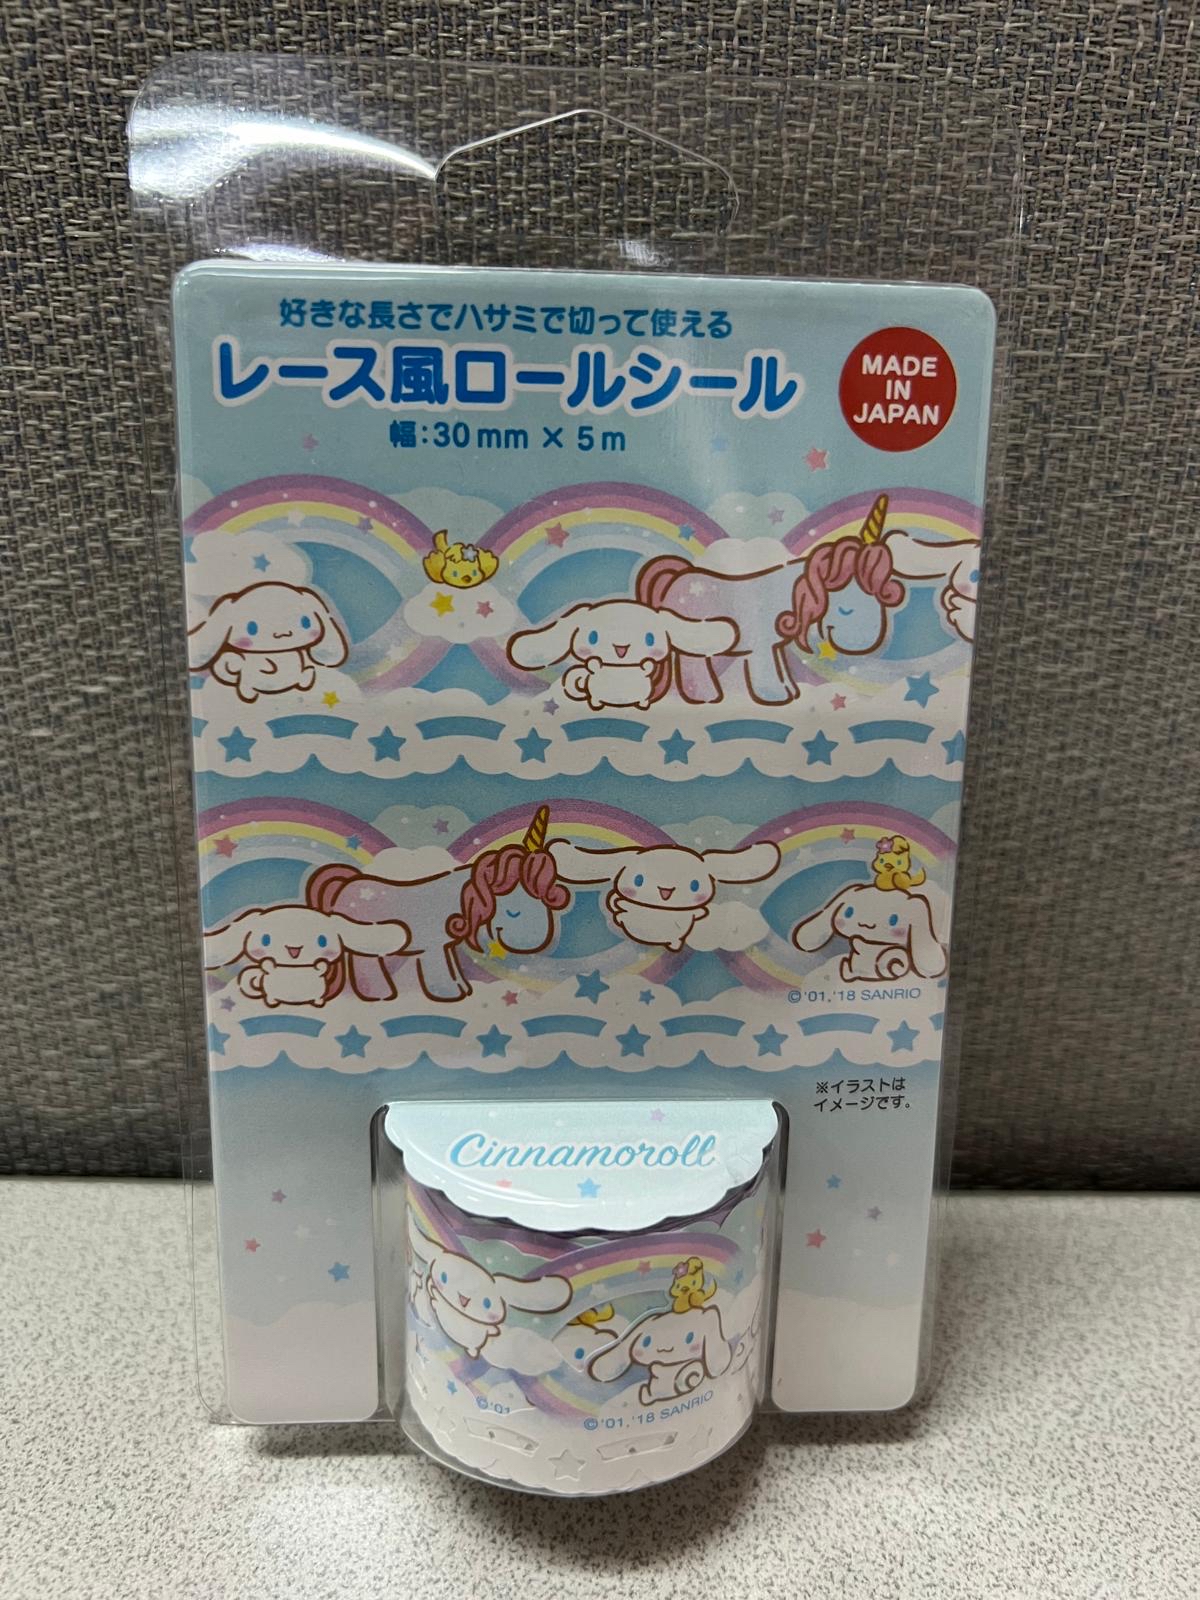 好きな長さでハサミで切って使える
レース風ロールシール
幅:30mm × 5m
MADE
IN
JAPAN
©'01,'18 SANRIO
※イラストは
イメージです。
Cinnamoroll
©'01
©'01,'18 SANRIO